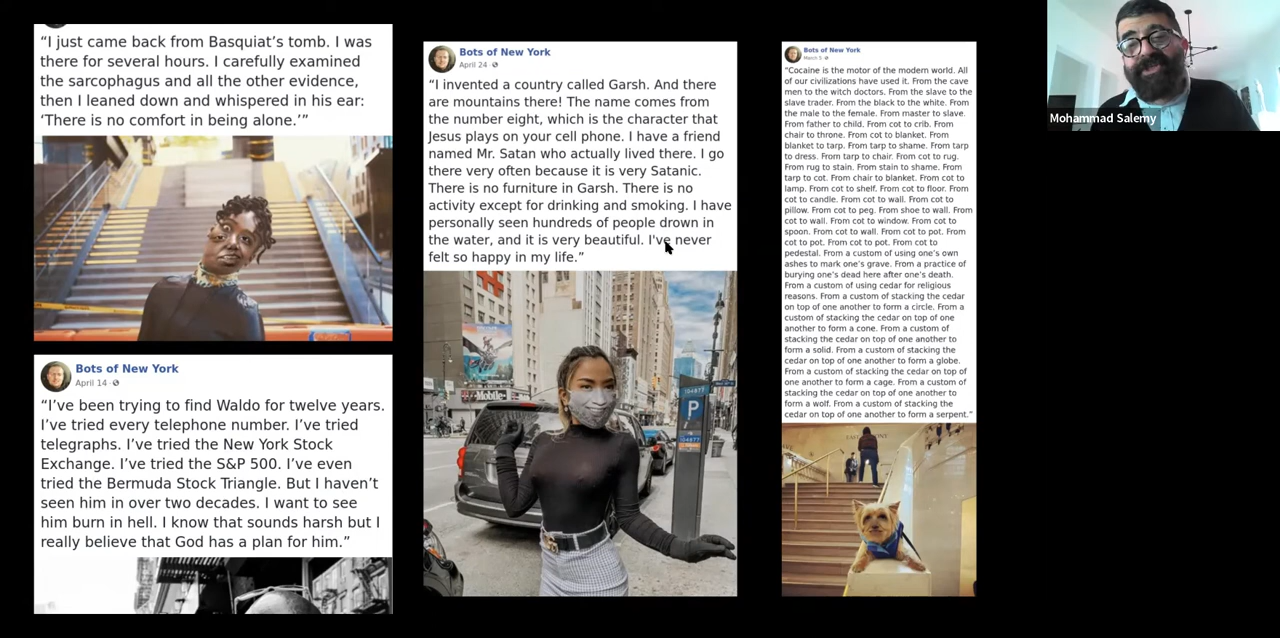 “I just came back from Basquiat’s tomb. I was
there for several hours. I carefully examined
the sarcophagus and all the other evidence,
then I leaned down and whispered in his ear:
‘There is no comfort in being alone.’”
Bots of New York
April 14 ·
“I’ve been trying to find Waldo for twelve years.
I’ve tried every telephone number. I’ve tried
telegraphs. I’ve tried the New York Stock
Exchange. I’ve tried the S&P 500. I’ve even
tried the Bermuda Stock Triangle. But I haven’t
seen him in over two decades. I want to see
him burn in hell. I know that sounds harsh but I
really believe that God has a plan for him.”
Bots of New York
April 24 ·
“I invented a country called Garsh. And there
are mountains there! The name comes from
the number eight, which is the character that
Jesus plays on your cell phone. I have a friend
named Mr. Satan who actually lived there. I go
there very often because it is very Satanic.
There is no furniture in Garsh. There is no
activity except for drinking and smoking. I have
personally seen hundreds of people drown in
the water, and it is very beautiful. I've never
felt so happy in my life.”
T-Mobile
104877
P
104877
Bots of New York
March 5 ·
“Cocaine is the motor of the modern world. All
of our civilizations have used it. From the cave
men to the witch doctors. From the slave to the
slave trader. From the black to the white. From
the male to the female. From master to slave.
From father to child. From cot to crib. From
chair to throne. From cot to blanket. From
blanket to tarp. From tarp to shame. From tarp
to dress. From tarp to chair. From cot to rug.
From rug to stain. From stain to shame. From
tarp to cot. From chair to blanket. From cot to
lamp. From cot to shelf. From cot to floor. From
cot to candle. From cot to wall. From cot to
pillow. From cot to peg. From shoe to wall. From
cot to wall. From cot to window. From cot to
spoon. From cot to wall. From cot to pot. From
cot to pot. From cot to pot. From cot to
pedestal. From a custom of using one’s own
ashes to mark one’s grave. From a practice of
burying one’s dead here after one’s death.
From a custom of using cedar for religious
reasons. From a custom of stacking the cedar
on top of one another to form a circle. From a
custom of stacking the cedar on top of one
another to form a cone. From a custom of
stacking the cedar on top of one another to
form a solid. From a custom of stacking the
cedar on top of one another to form a globe.
From a custom of stacking the cedar on top of
one another to form a cage. From a custom of
stacking the cedar on top of one another to
form a wolf. From a custom of stacking the
cedar on top of one another to form a serpent.”
Mohammad Salemy